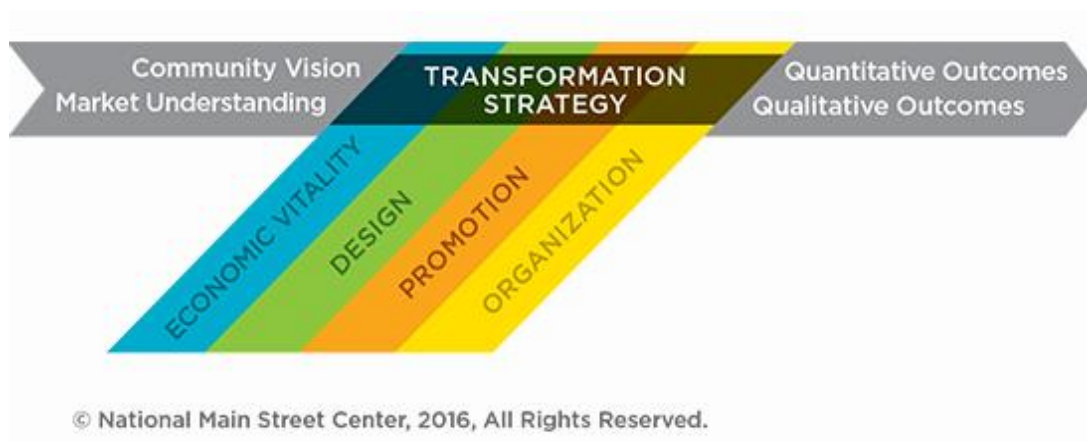 Community Vision
Market Understanding
TRANSFORMATION
STRATEGY
Quantitative Outcomes
Qualitative Outcomes
ECONOMIC VITALITY
DESIGN
PROMOTION
ORGANIZATION
© National Main Street Center, 2016, All Rights Reserved.